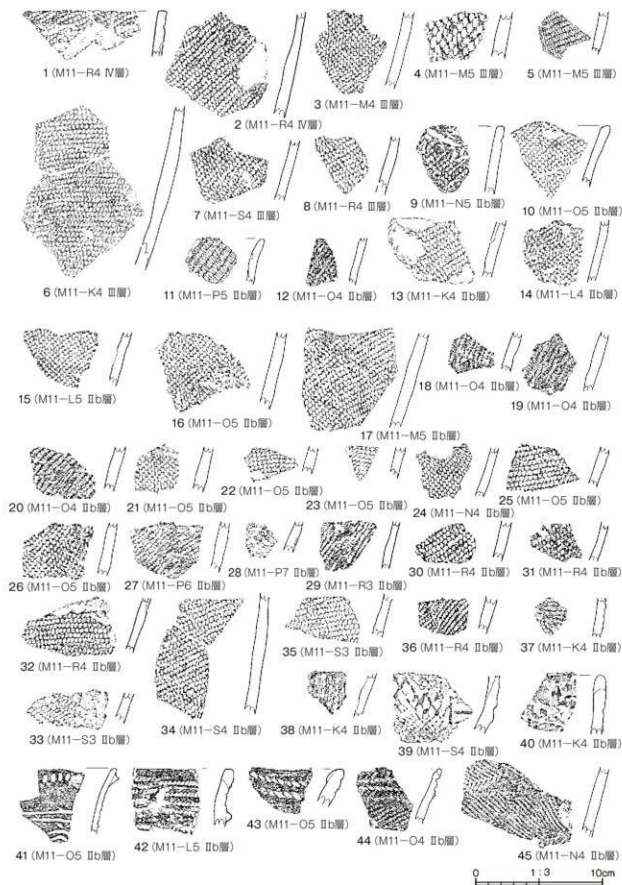 1 (M11-R4 Ⅳ層)
2 (M11-R4 Ⅳ層)
3 (M11-M4 Ⅲ層)
4 (M11-M5 Ⅲ層)
5 (M11-M5 Ⅲ層)
6 (M11-K4 Ⅲ層)
7 (M11-S4 Ⅲ層)
8 (M11-R4 Ⅲ層)
9 (M11-N5 Ⅱb層)
10 (M11-O5 Ⅱb層)
11 (M11-P5 Ⅱb層)
12 (M11-O4 Ⅱb層)
13 (M11-K4 Ⅱb層)
14 (M11-L4 Ⅱb層)
15 (M11-L5 Ⅱb層)
16 (M11-O5 Ⅱb層)
17 (M11-M5 Ⅱb層)
18 (M11-O4 Ⅱb層)
19 (M11-O4 Ⅱb層)
20 (M11-O4 Ⅱb層)
21 (M11-O5 Ⅱb層)
22 (M11-O5 Ⅱb層)
23 (M11-O5 Ⅱb層)
24 (M11-N4 Ⅱb層)
25 (M11-O5 Ⅱb層)
26 (M11-O5 Ⅱb層)
27 (M11-P6 Ⅱb層)
28 (M11-P7 Ⅱb層)
29 (M11-R3 Ⅱb層)
30 (M11-R4 Ⅱb層)
31 (M11-R4 Ⅱb層)
32 (M11-R4 Ⅱb層)
33 (M11-S3 Ⅱb層)
34 (M11-S4 Ⅱb層)
35 (M11-S3 Ⅱb層)
36 (M11-R4 Ⅱb層)
37 (M11-K4 Ⅱb層)
38 (M11-K4 Ⅱb層)
39 (M11-S4 Ⅱb層)
40 (M11-K4 Ⅱb層)
41 (M11-O5 Ⅱb層)
42 (M11-L5 Ⅱb層)
43 (M11-O5 Ⅱb層)
44 (M11-O4 Ⅱb層)
45 (M11-N4 Ⅱb層)
0 1:3 10cm